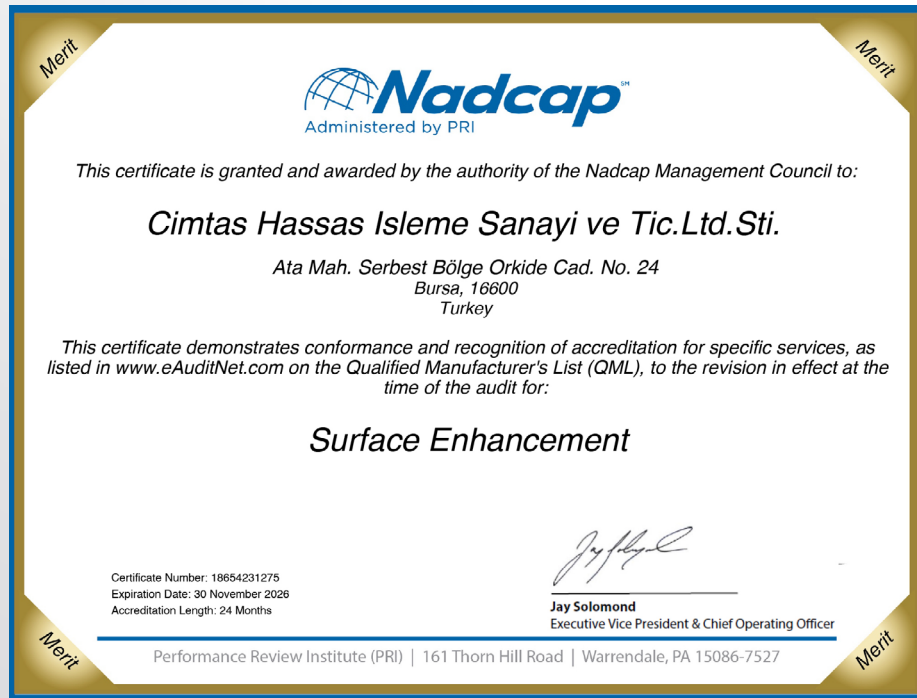 Merit
Merit
Nadcap℠
Administered by PRI
This certificate is granted and awarded by the authority of the Nadcap Management Council to:
Cimtas Hassas Isleme Sanayi ve Tic.Ltd.Sti.
Ata Mah. Serbest Bölge Orkide Cad. No. 24
Bursa, 16600
Turkey
This certificate demonstrates conformance and recognition of accreditation for specific services, as
listed in www.eAuditNet.com on the Qualified Manufacturer's List (QML), to the revision in effect at the
time of the audit for:
Surface Enhancement
Certificate Number: 18654231275
Expiration Date: 30 November 2026
Accreditation Length: 24 Months
Jay Solomond
Executive Vice President & Chief Operating Officer
Merit
Merit
Performance Review Institute (PRI) | 161 Thorn Hill Road | Warrendale, PA 15086-7527